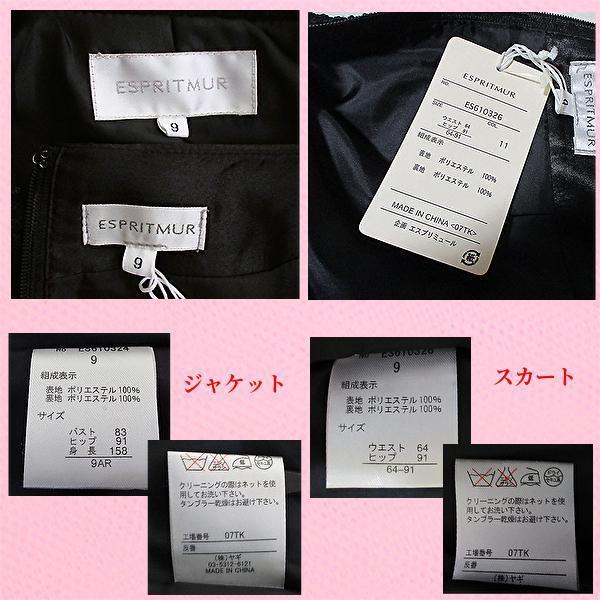 ESPRITMUR
9
ESPRITMUR
9
ESPRITMUR
NO. ES610326
SIZE COL
ウエスト 64
ヒップ 91
64-91
11
組成表示
表地 ポリエステル 100%
裏地 ポリエステル 100%
MADE IN CHINA <07TK>
企画 エスプリミュール
紙
9
NO ES610324
9
組成表示
表地 ポリエステル100%
裏地 ポリエステル100%
サイズ
バスト 83
ヒップ 91
身長 158
9AR
ジャケット
クリーニングの際はネットを使
用してお洗い下さい。
タンブラー乾燥はお避け下さい。
工場番号 07TK
反番
(株)ヤギ
03-5312-6121
MADE IN CHINA
NO ES610326
9
組成表示
表地 ポリエステル100%
裏地 ポリエステル100%
サイズ
ウエスト 64
ヒップ 91
64-91
スカート
クリーニングの際はネットを使
用してお洗い下さい。
タンブラー乾燥はお避け下さい。
工場番号 07TK
反番
(株)ヤギ